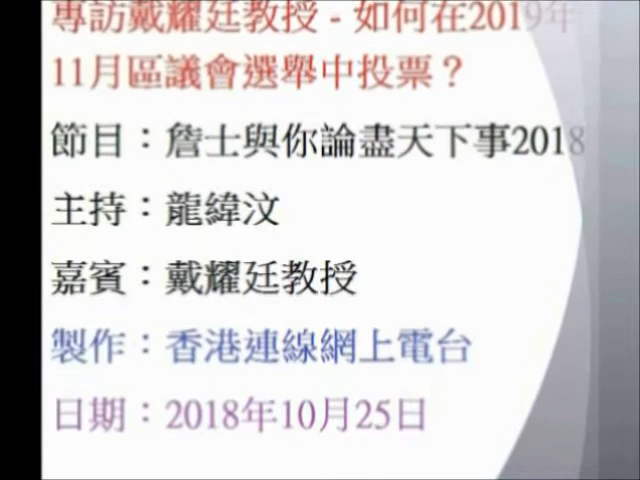 專訪戴耀廷教授 - 如何在2019年
11月區議會選舉中投票？
節目：詹士與你論盡天下事2018
主持：龍緯汶
嘉賓：戴耀廷教授
製作：香港連線網上電台
日期：2018年10月25日